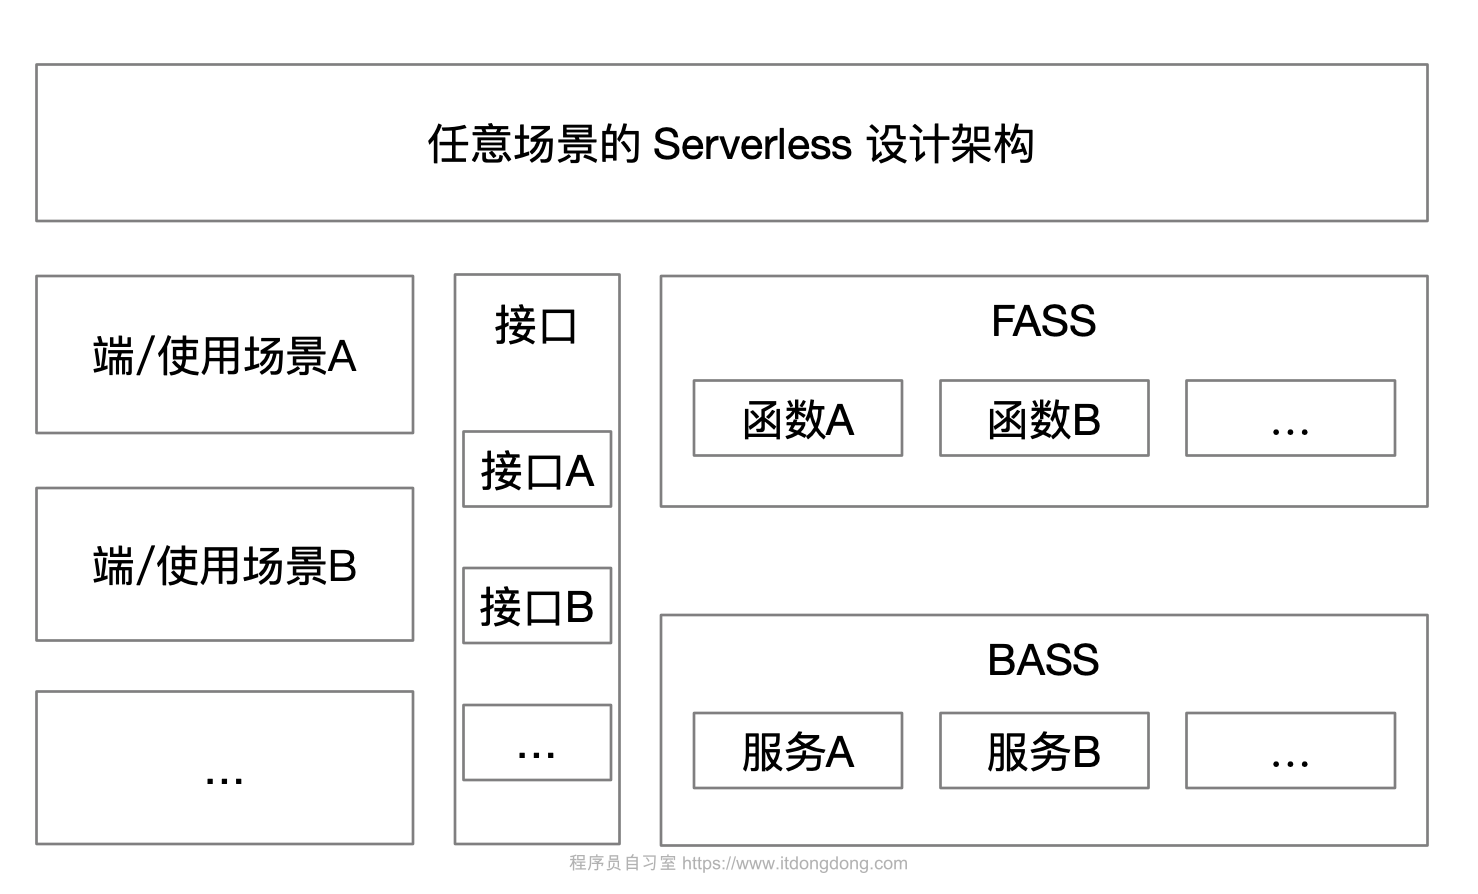 任意场景的 Serverless 设计架构
端/使用场景A
端/使用场景B
...
接口
接口A
接口B
...
FASS
函数A
函数B
...
BASS
服务A
服务B
...
程序员自习室 https://www.itdongdong.com